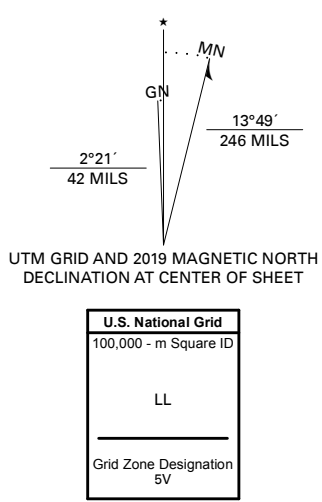 ★
MN
GN
13°49´
246 MILS
2°21´
42 MILS
UTM GRID AND 2019 MAGNETIC NORTH
DECLINATION AT CENTER OF SHEET
U.S. National Grid
100,000 - m Square ID
LL
Grid Zone Designation
5V